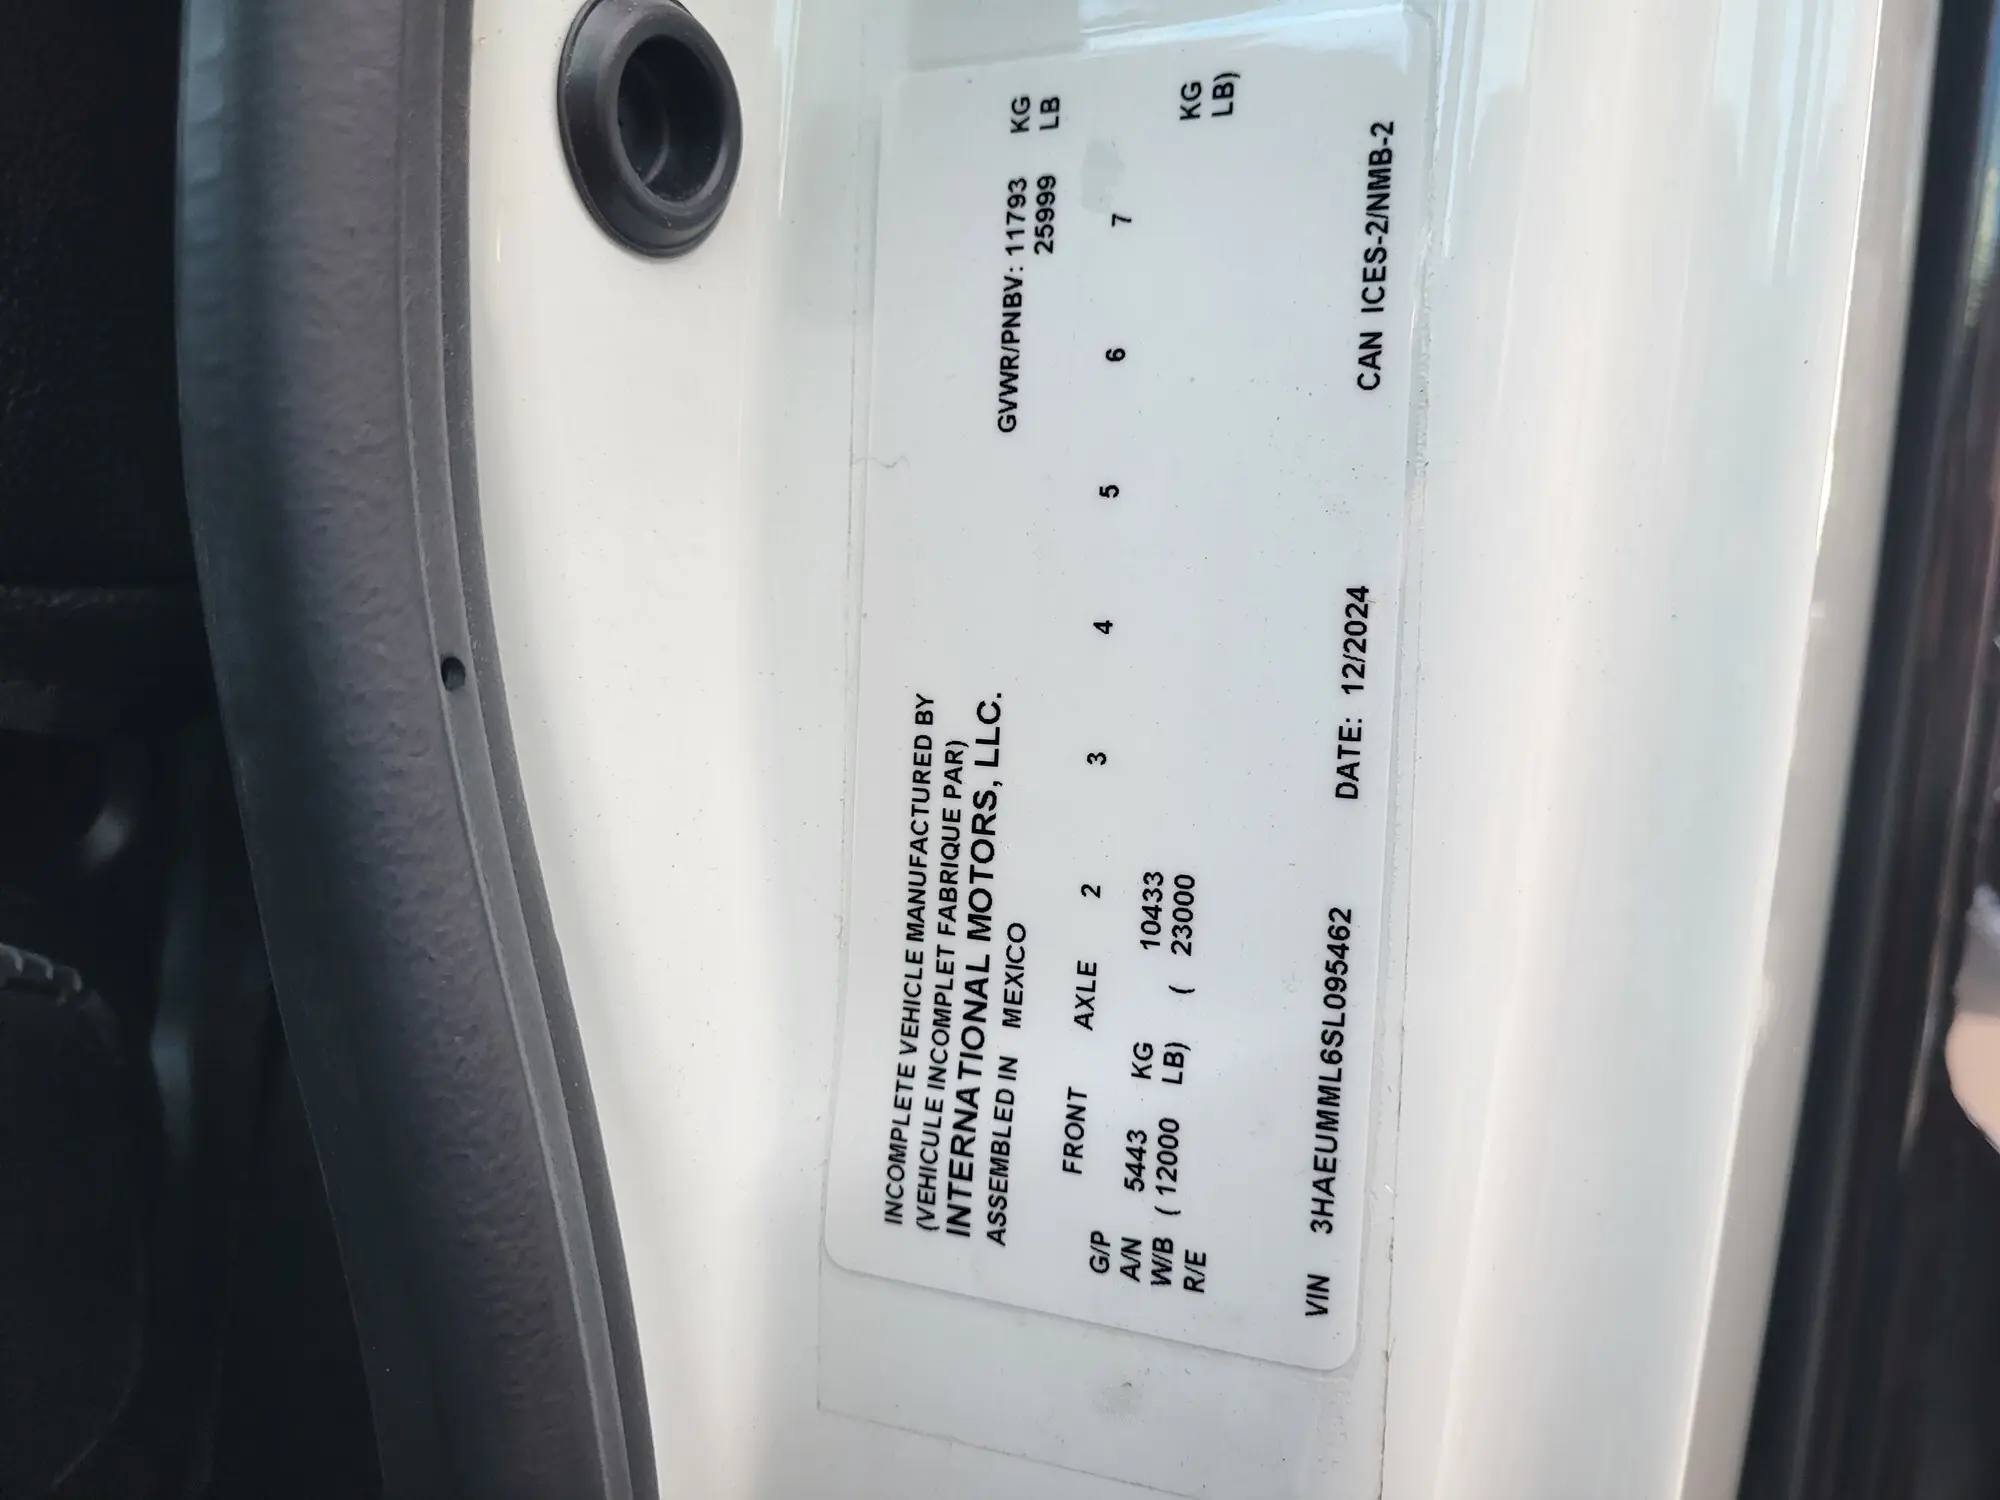 INCOMPLETE VEHICLE MANUFACTURED BY
(VEHICULE INCOMPLET FABRIQUE PAR)
INTERNATIONAL MOTORS, LLC.
ASSEMBLED IN MEXICO
GVWR/PNBV: 11793 KG
25999 LB
FRONT AXLE 2 3 4 5 6 7
G/P
A/N 5443 KG 10433 KG
W/B ( 12000 LB) ( 23000 LB)
R/E
VIN 3HAEUMML6SL095462 DATE: 12/2024 CAN ICES-2/NMB-2